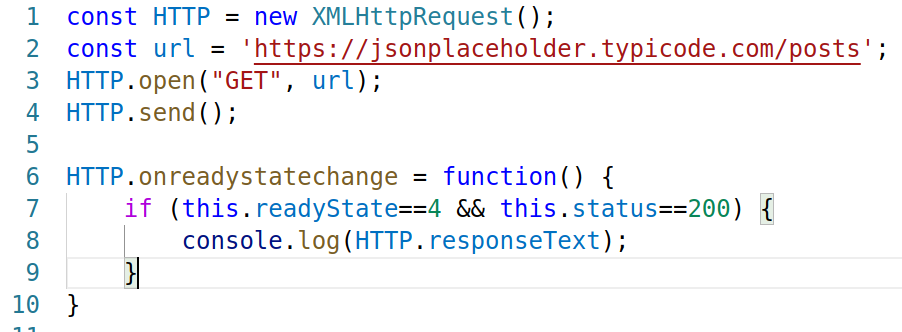 1 const HTTP = new XMLHttpRequest();
2 const url = 'https://jsonplaceholder.typicode.com/posts';
3 HTTP.open("GET", url);
4 HTTP.send();
5
6 HTTP.onreadystatechange = function() {
7     if (this.readyState==4 && this.status==200) {
8         console.log(HTTP.responseText);
9     }
10 }
11